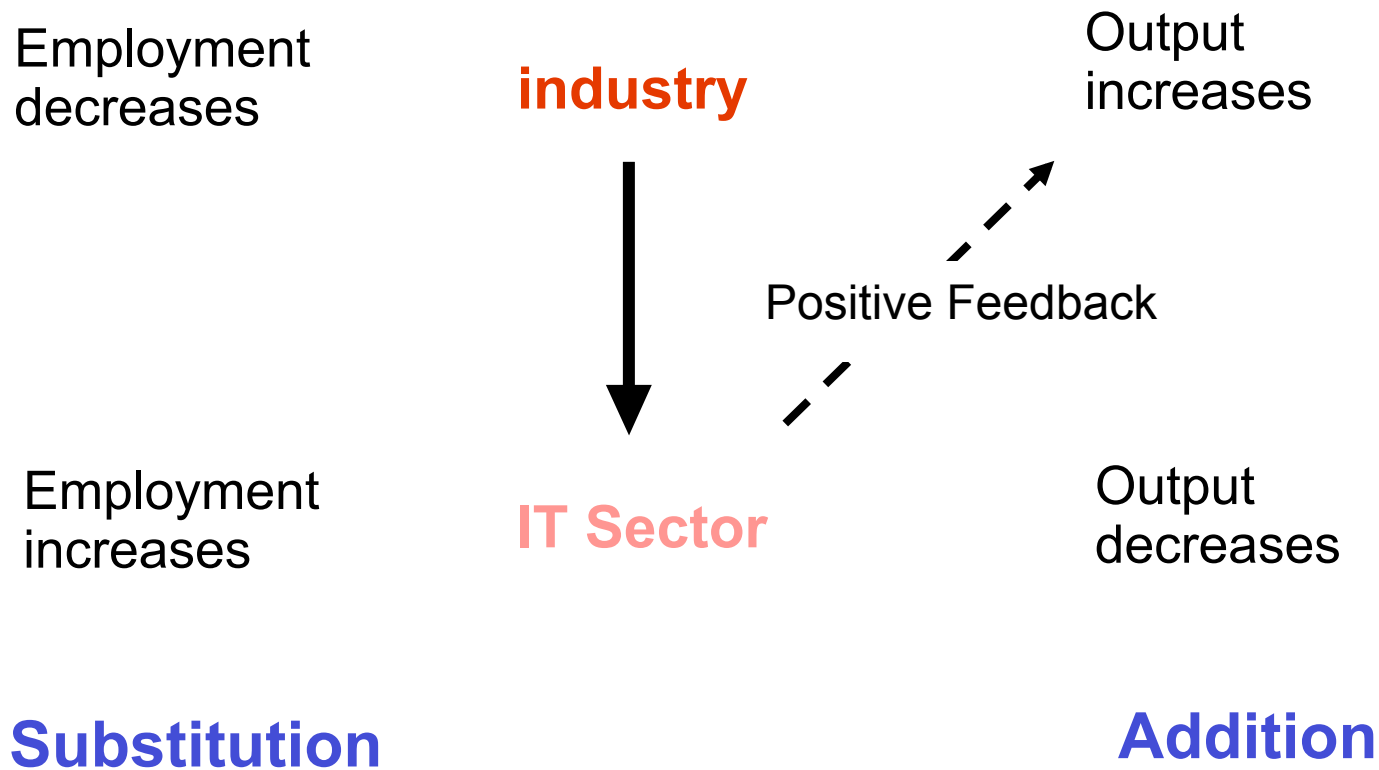 Employment
decreases
industry
Output
increases
Positive Feedback
Employment
increases
IT Sector
Output
decreases
Substitution
Addition